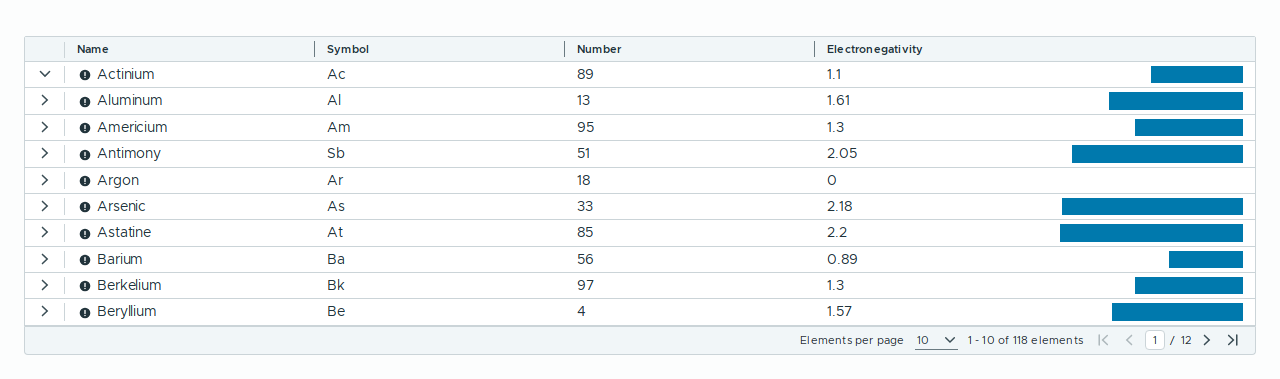 Name Symbol Number Electronegativity
Actinium Ac 89 1.1
Aluminum Al 13 1.61
Americium Am 95 1.3
Antimony Sb 51 2.05
Argon Ar 18 0
Arsenic As 33 2.18
Astatine At 85 2.2
Barium Ba 56 0.89
Berkelium Bk 97 1.3
Beryllium Be 4 1.57
Elements per page 10 1 - 10 of 118 elements 1 / 12